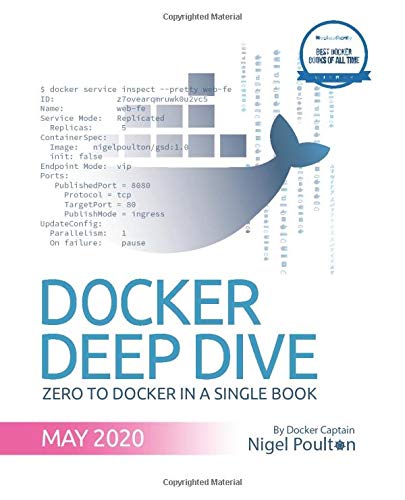 Copyrighted Material
BEST DOCKER
BOOKS OF ALL TIME
$ docker service inspect --pretty web-fe
ID: z7ovearqmruwk0u2vc5
Name: web-fe
Service Mode: Replicated
Replicas: 5
ContainerSpec:
Image: nigelpoulton/gsd:1.0
init: false
Endpoint Mode: vip
Ports:
PublishedPort = 8080
Protocol = tcp
TargetPort = 80
PublishMode = ingress
UpdateConfig:
Parallelism: 1
On failure: pause
DOCKER
DEEP DIVE
ZERO TO DOCKER IN A SINGLE BOOK
MAY 2020
By Docker Captain
Nigel Poulton
Copyrighted Material